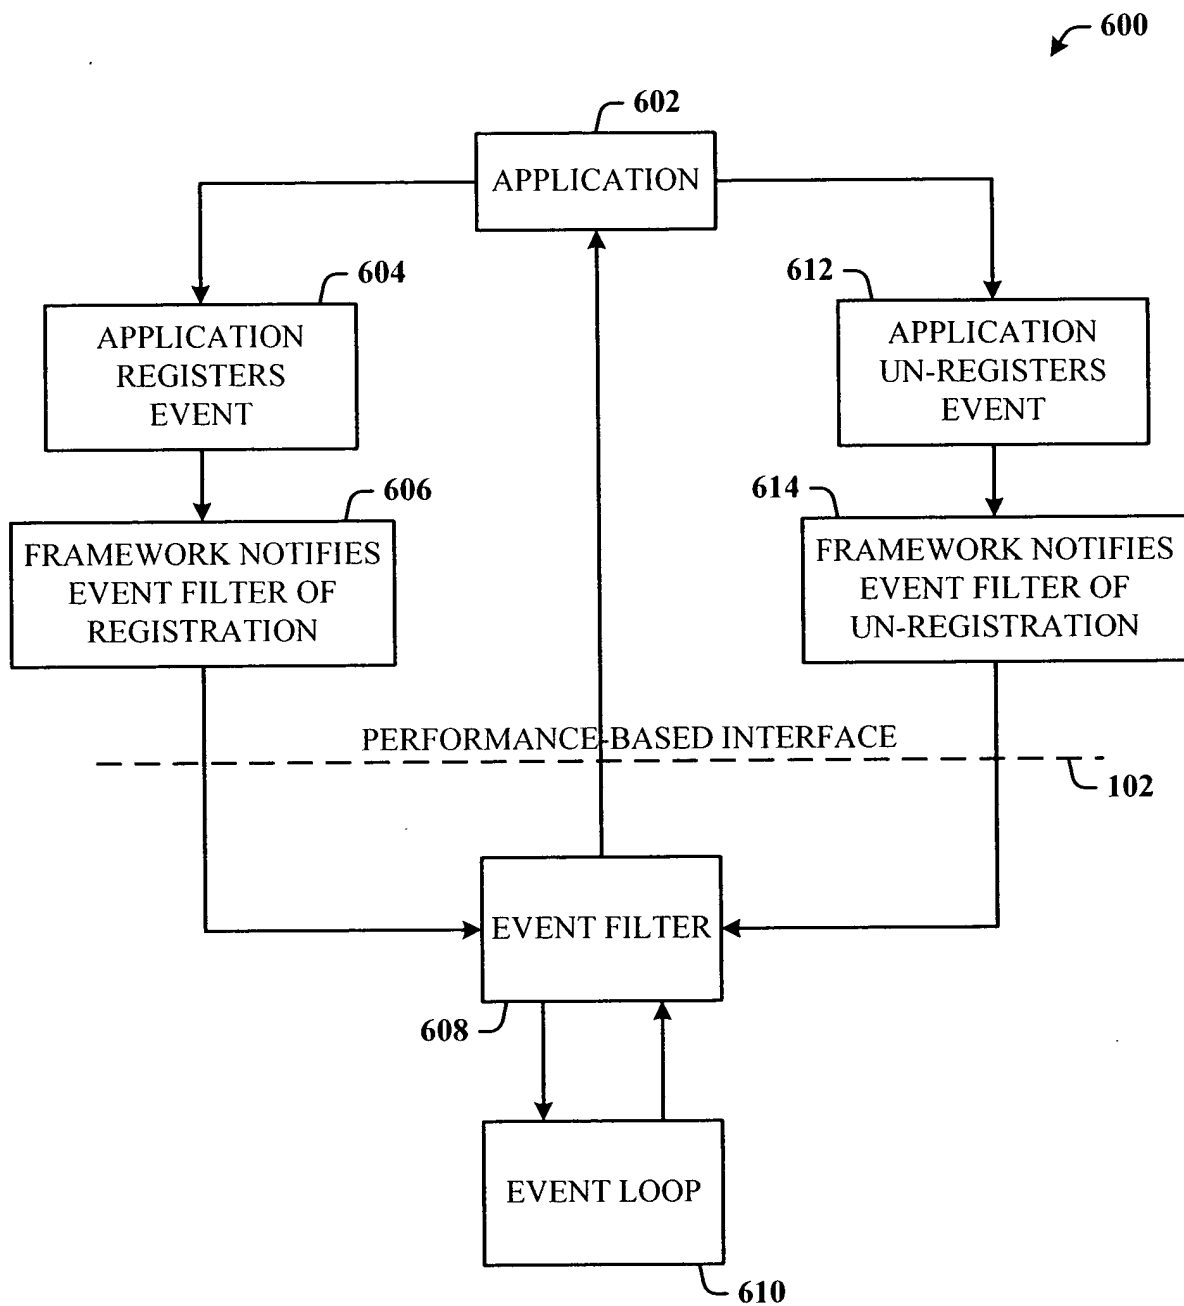 600
602
APPLICATION
604
612
APPLICATION
REGISTERS
EVENT
APPLICATION
UN-REGISTERS
EVENT
606
614
FRAMEWORK NOTIFIES
EVENT FILTER OF
REGISTRATION
FRAMEWORK NOTIFIES
EVENT FILTER OF
UN-REGISTRATION
PERFORMANCE-BASED INTERFACE
102
EVENT FILTER
608
EVENT LOOP
610